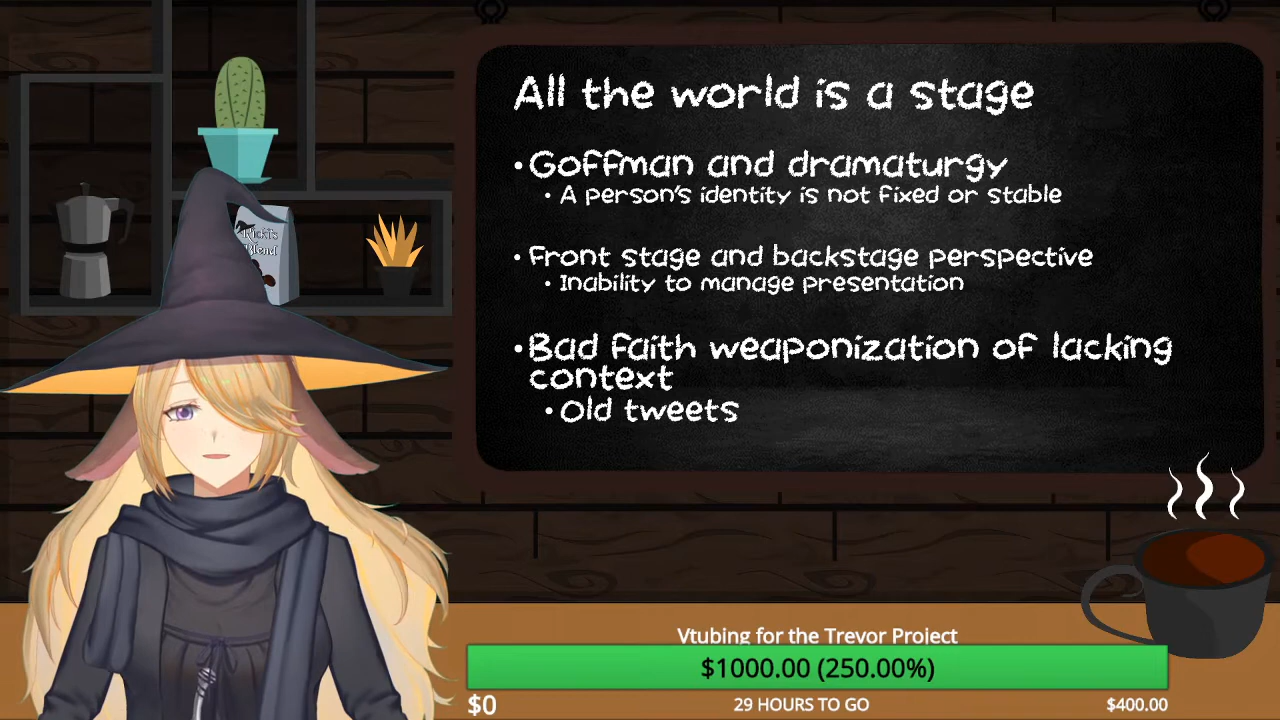 All the world is a stage
• Goffman and dramaturgy
• A person's identity is not fixed or stable
• Front stage and backstage perspective
• Inability to manage presentation
• Bad faith weaponization of lacking
context
• Old tweets
Ricki's
Blend
Vtubing for the Trevor Project
$1000.00 (250.00%)
$0
29 HOURS TO GO
$400.00